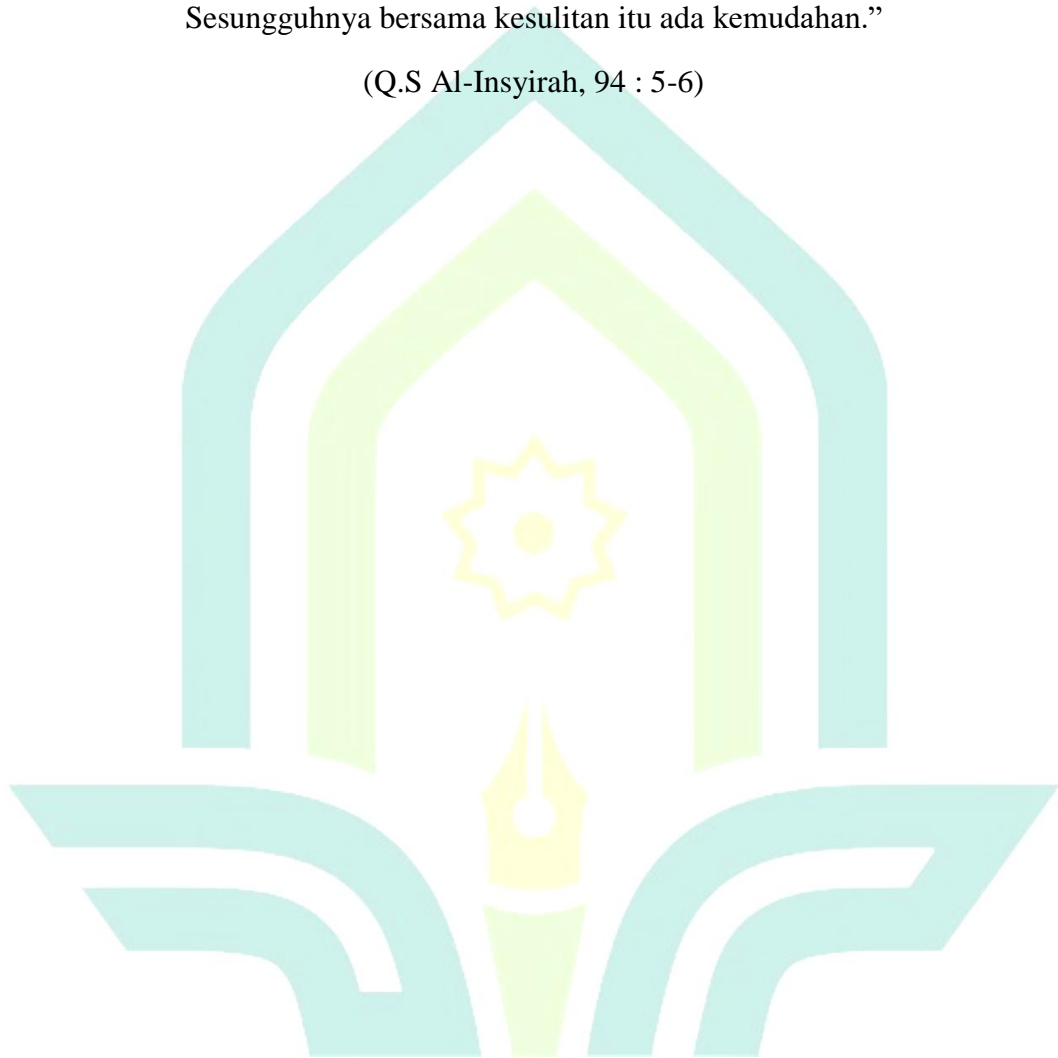 Sesungguhnya bersama kesulitan itu ada kemudahan.”
(Q.S Al-Insyirah, 94 : 5-6)